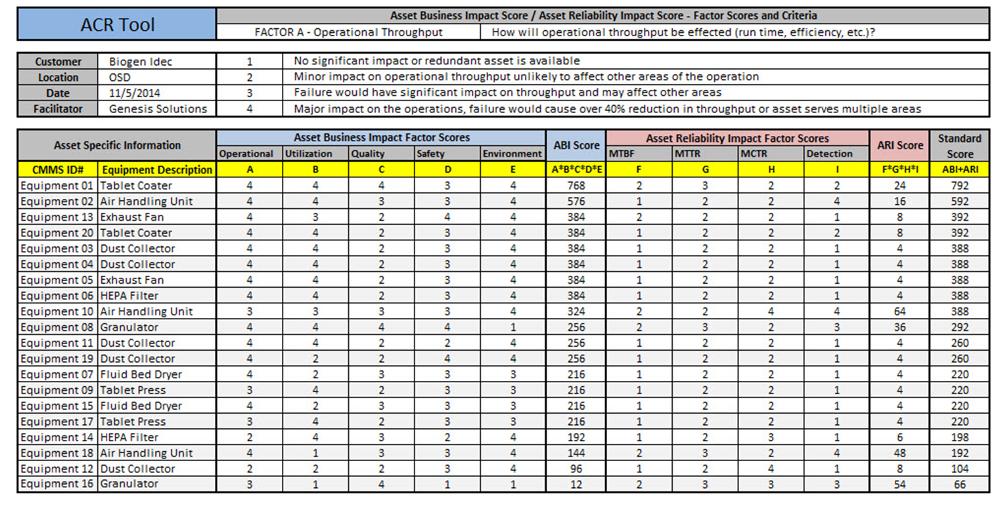 ACR Tool
Asset Business Impact Score / Asset Reliability Impact Score - Factor Scores and Criteria
FACTOR A - Operational Throughput How will operational throughput be effected (run time, efficiency, etc.)?
Customer Biogen Idec 1 No significant impact or redundant asset is available
Location OSD 2 Minor impact on operational throughput unlikely to affect other areas of the operation
Date 11/5/2014 3 Failure would have significant impact on throughput and may affect other areas
Facilitator Genesis Solutions 4 Major impact on the operations, failure would cause over 40% reduction in throughput or asset serves multiple areas
Asset Specific Information Asset Business Impact Factor Scores ABI Score Asset Reliability Impact Factor Scores ARI Score Standard Score
Operational Utilization Quality Safety Environment MTBF MTTR MCTR Detection
CMMS ID# Equipment Description A B C D E A*B*C*D*E F G H I F*G*H*I ABI+ARI
Equipment 01 Tablet Coater 4 4 4 3 4 768 2 3 2 2 24 792
Equipment 02 Air Handling Unit 4 4 3 3 4 576 1 2 2 4 16 592
Equipment 13 Exhaust Fan 4 3 2 4 4 384 2 2 2 1 8 392
Equipment 20 Tablet Coater 4 4 2 3 4 384 1 2 2 2 8 392
Equipment 03 Dust Collector 4 4 2 3 4 384 1 2 2 1 4 388
Equipment 04 Dust Collector 4 4 2 3 4 384 1 2 2 1 4 388
Equipment 05 Exhaust Fan 4 4 2 3 4 384 1 2 2 1 4 388
Equipment 06 HEPA Filter 4 4 2 3 4 384 1 2 2 1 4 388
Equipment 10 Air Handling Unit 3 3 3 3 4 324 2 2 4 4 64 388
Equipment 08 Granulator 4 4 4 4 1 256 2 3 2 3 36 292
Equipment 11 Dust Collector 4 4 2 2 4 256 1 2 2 1 4 260
Equipment 19 Dust Collector 4 2 2 4 4 256 1 2 2 1 4 260
Equipment 07 Fluid Bed Dryer 4 2 3 3 3 216 1 2 2 1 4 220
Equipment 09 Tablet Press 3 4 2 3 3 216 1 2 2 1 4 220
Equipment 15 Fluid Bed Dryer 4 2 3 3 3 216 1 2 2 1 4 220
Equipment 17 Tablet Press 3 4 2 3 3 216 1 2 2 1 4 220
Equipment 14 HEPA Filter 2 4 3 2 4 192 1 2 3 1 6 198
Equipment 18 Air Handling Unit 4 1 3 3 4 144 2 3 2 4 48 192
Equipment 12 Dust Collector 2 2 2 3 4 96 1 2 4 1 8 104
Equipment 16 Granulator 3 1 4 1 1 12 2 3 3 3 54 66